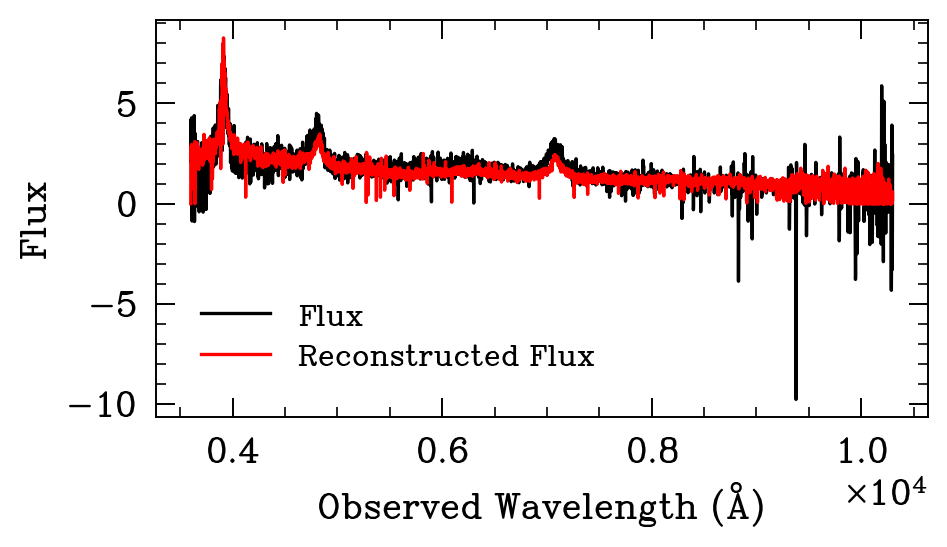 5
0
−5
−10
Flux
Flux
Reconstructed Flux
0.4 0.6 0.8 1.0
×10⁴
Observed Wavelength (Å)